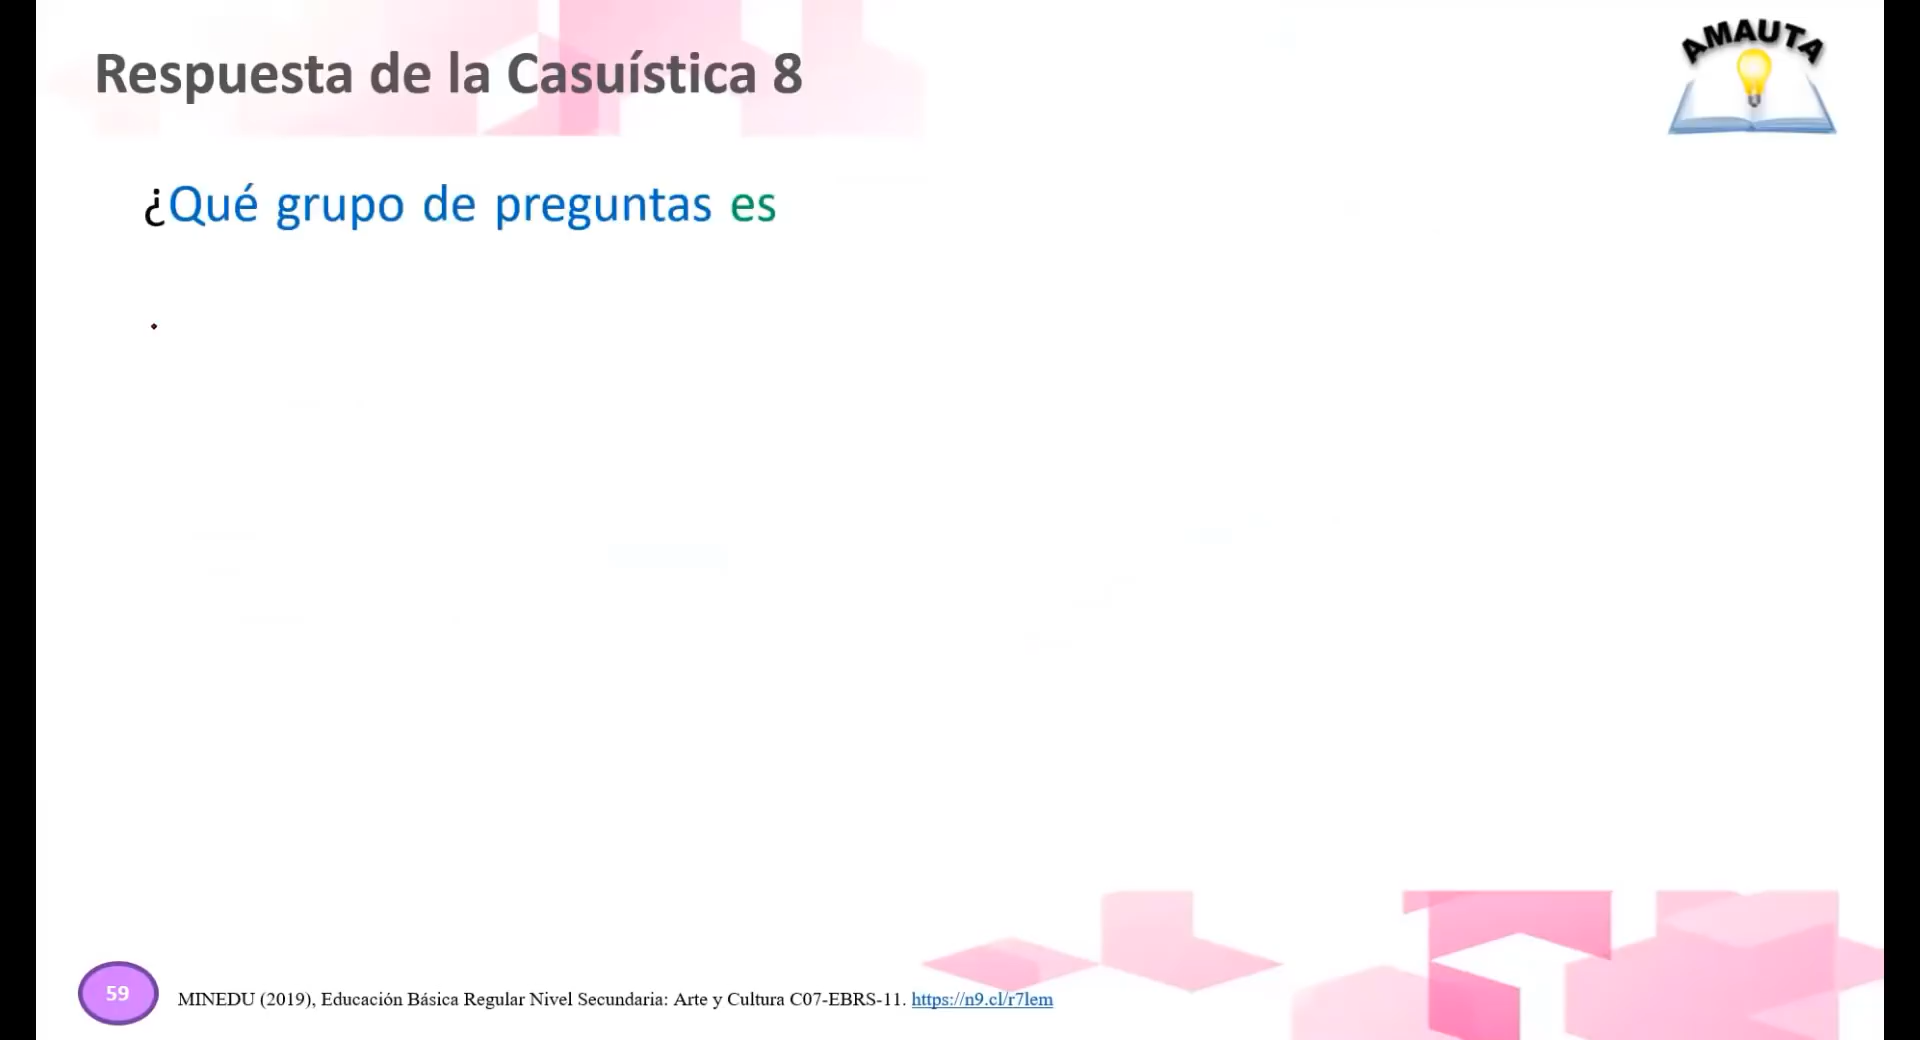 AMAUTA
Respuesta de la Casuística 8
¿Qué grupo de preguntas es
.
59
MINEDU (2019), Educación Básica Regular Nivel Secundaria: Arte y Cultura C07-EBRS-11. https://n9.cl/r7lem